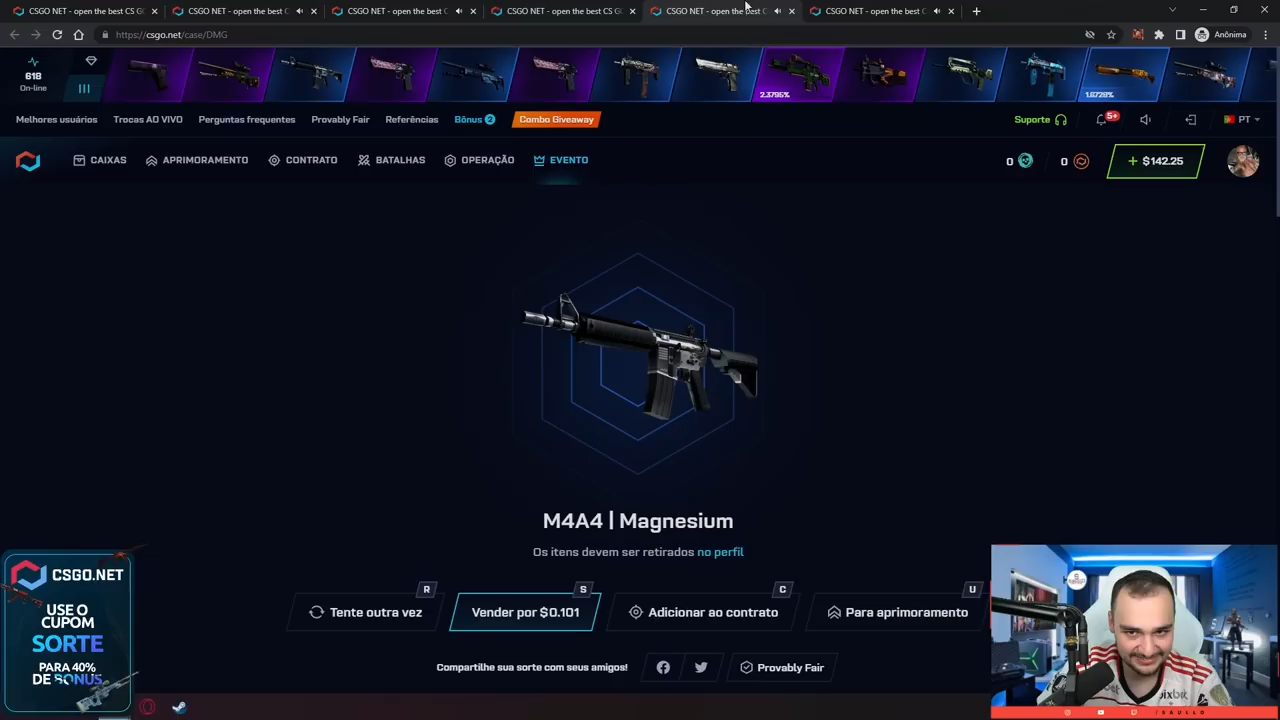 CSGO NET - open the best CS G
CSGO NET - open the best C
CSGO NET - open the best C
CSGO NET - open the best CS GO
CSGO NET - open the best C
CSGO NET - open the best C
https://csgo.net/case/DMG
Anônima
618
On-line
2.3795%
1.6728%
Melhores usuários
Trocas AO VIVO
Perguntas frequentes
Provably Fair
Referências
Bônus 2
Combo Giveaway
Suporte
5+
PT
CAIXAS
APRIMORAMENTO
CONTRATO
BATALHAS
OPERAÇÃO
EVENTO
0
0
+ $142.25
M4A4 | Magnesium
Os itens devem ser retirados no perfil
R
S
C
U
Tente outra vez
Vender por $0.101
Adicionar ao contrato
Para aprimoramento
Compartilhe sua sorte com seus amigos!
Provably Fair
CSGO.NET
USE O
CUPOM
SORTE
PARA 40%
DE BONUS
pixbit
/SAULLO